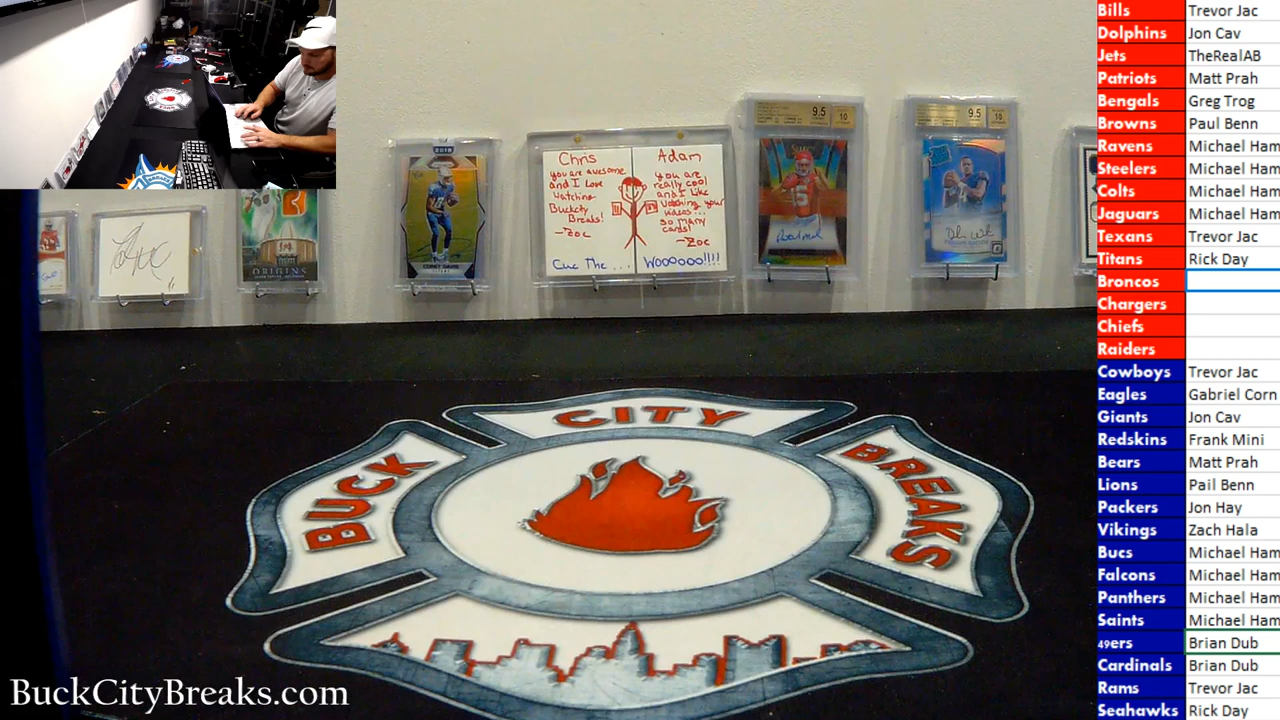 Bills Trevor Jac
Dolphins Jon Cav
Jets TheRealAB
Patriots Matt Prah
Bengals Greg Trog
Browns Paul Benn
Ravens Michael Ham
Steelers Michael Ham
Colts Michael Ham
Jaguars Michael Ham
Texans Trevor Jac
Titans Rick Day
Broncos
Chargers
Chiefs
Raiders
Cowboys Trevor Jac
Eagles Gabriel Corn
Giants Jon Cav
Redskins Frank Mini
Bears Matt Prah
Lions Pail Benn
Packers Jon Hay
Vikings Zach Hala
Bucs Michael Ham
Falcons Michael Ham
Panthers Michael Ham
Saints Michael Ham
49ers Brian Dub
Cardinals Brian Dub
Rams Trevor Jac
Seahawks Rick Day
2018
Chris
you are awesome
and I love
watching
Buckcity
Breaks!
-Zoc
Cue The ...
Adam
you are
really cool
and I like
watching your
videos...
so many
cards!
-Zoc
WOOOOOO!!!!
9.5
10
9.5
10
ORIGINS
BUCK
CITY
BREAKS
BuckCityBreaks.com